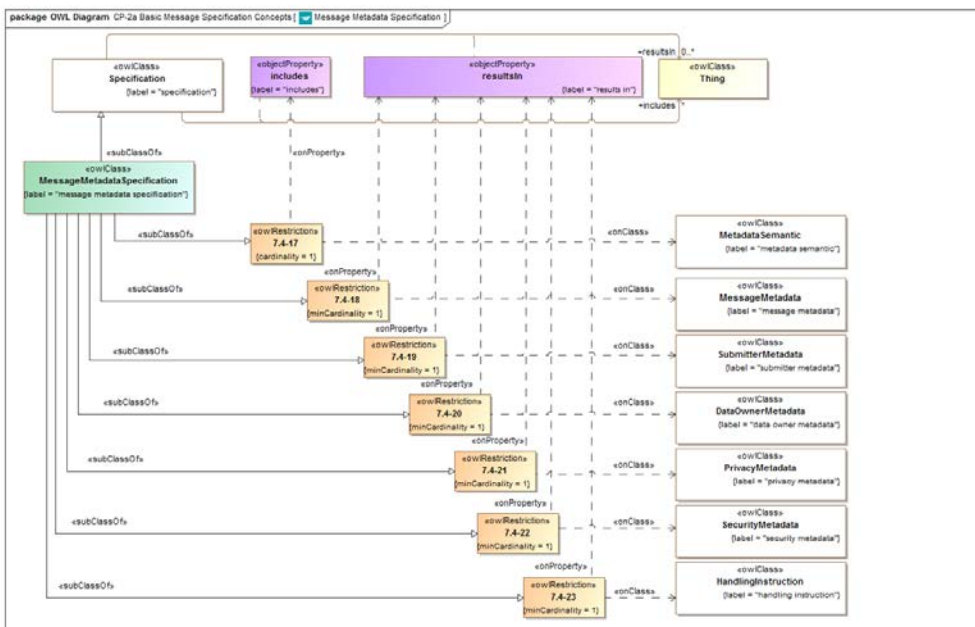 package OWL Diagram CP-2a Basic Message Specification Concepts [ Message Metadata Specification ]
+resultsIn 0..*
«owlClass»
Specification
{label = "specification"}
«objectProperty»
includes
{label = "includes"}
«objectProperty»
resultsIn
{label = "results in"}
«owlClass»
Thing
+includes *
«subClassOf»
«onProperty»
«owlClass»
MessageMetadataSpecification
{label = "message metadata specification"}
«subClassOf»
«owlRestriction»
7.4-17
{cardinality = 1}
«onClass»
«owlClass»
MetadataSemantic
{label = "metadata semantic"}
«onProperty»
«subClassOf»
«owlRestriction»
7.4-18
{minCardinality = 1}
«onClass»
«owlClass»
MessageMetadata
{label = "message metadata"}
«onProperty»
«subClassOf»
«owlRestriction»
7.4-19
{minCardinality = 1}
«onClass»
«owlClass»
SubmitterMetadata
{label = "submitter metadata"}
«onProperty»
«subClassOf»
«owlRestriction»
7.4-20
{minCardinality = 1}
«onClass»
«owlClass»
DataOwnerMetadata
{label = "data owner metadata"}
«onProperty»
«subClassOf»
«owlRestriction»
7.4-21
{minCardinality = 1}
«onClass»
«owlClass»
PrivacyMetadata
{label = "privacy metadata"}
«onProperty»
«subClassOf»
«owlRestriction»
7.4-22
{minCardinality = 1}
«onClass»
«owlClass»
SecurityMetadata
{label = "security metadata"}
«onProperty»
«subClassOf»
«owlRestriction»
7.4-23
{minCardinality = 1}
«onClass»
«owlClass»
HandlingInstruction
{label = "handling instruction"}